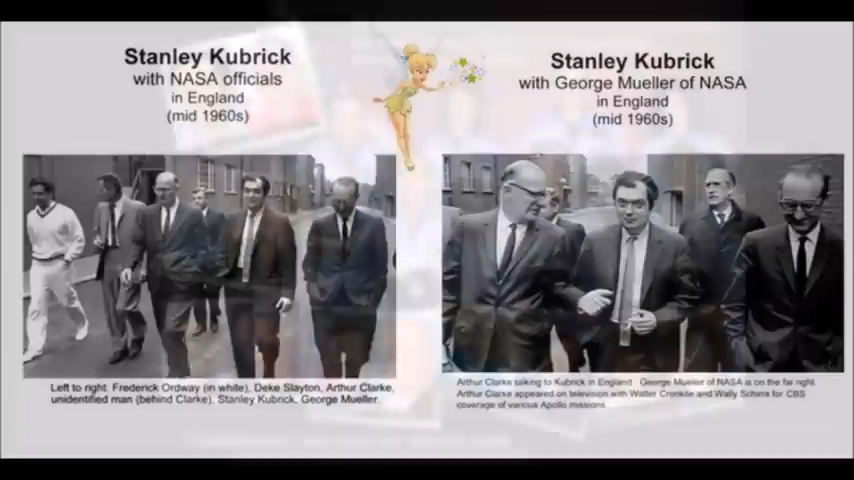 Stanley Kubrick
with NASA officials
in England
(mid 1960s)
Left to right: Frederick Ordway (in white), Deke Slayton, Arthur Clarke,
unidentified man (behind Clarke), Stanley Kubrick, George Mueller.
Stanley Kubrick
with George Mueller of NASA
in England
(mid 1960s)
Arthur Clarke talking to Kubrick in England. George Mueller of NASA is on the far right.
Arthur Clarke appeared on television with Walter Cronkite and Wally Schirra for CBS
coverage of various Apollo missions